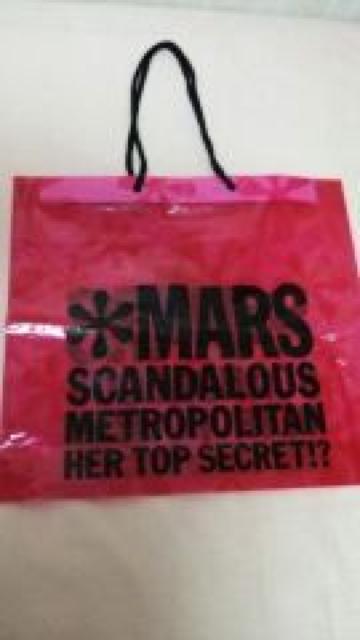 *MARS
SCANDALOUS
METROPOLITAN
HER TOP SECRET!?